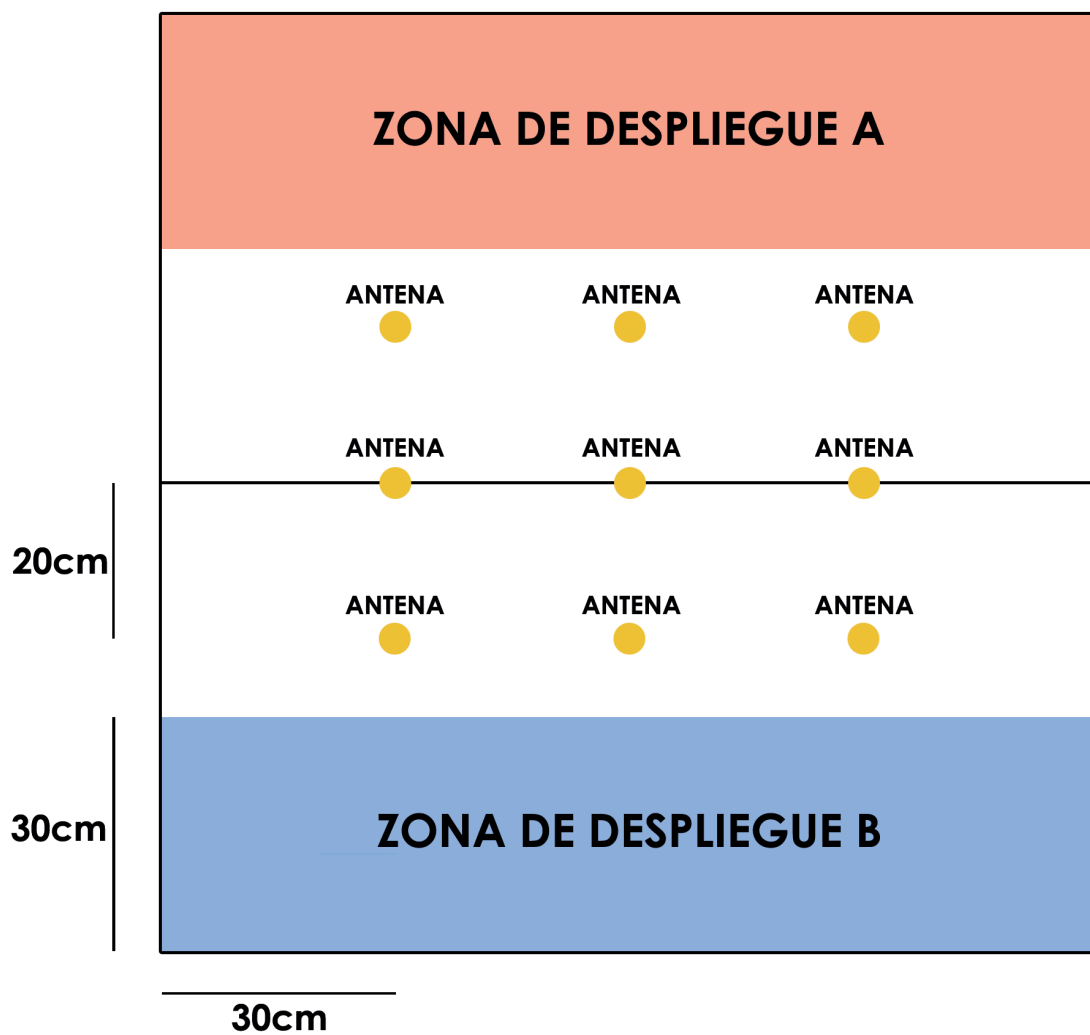 ZONA DE DESPLIEGUE A
ANTENA ANTENA ANTENA
ANTENA ANTENA ANTENA
20cm
ANTENA ANTENA ANTENA
30cm
ZONA DE DESPLIEGUE B
30cm